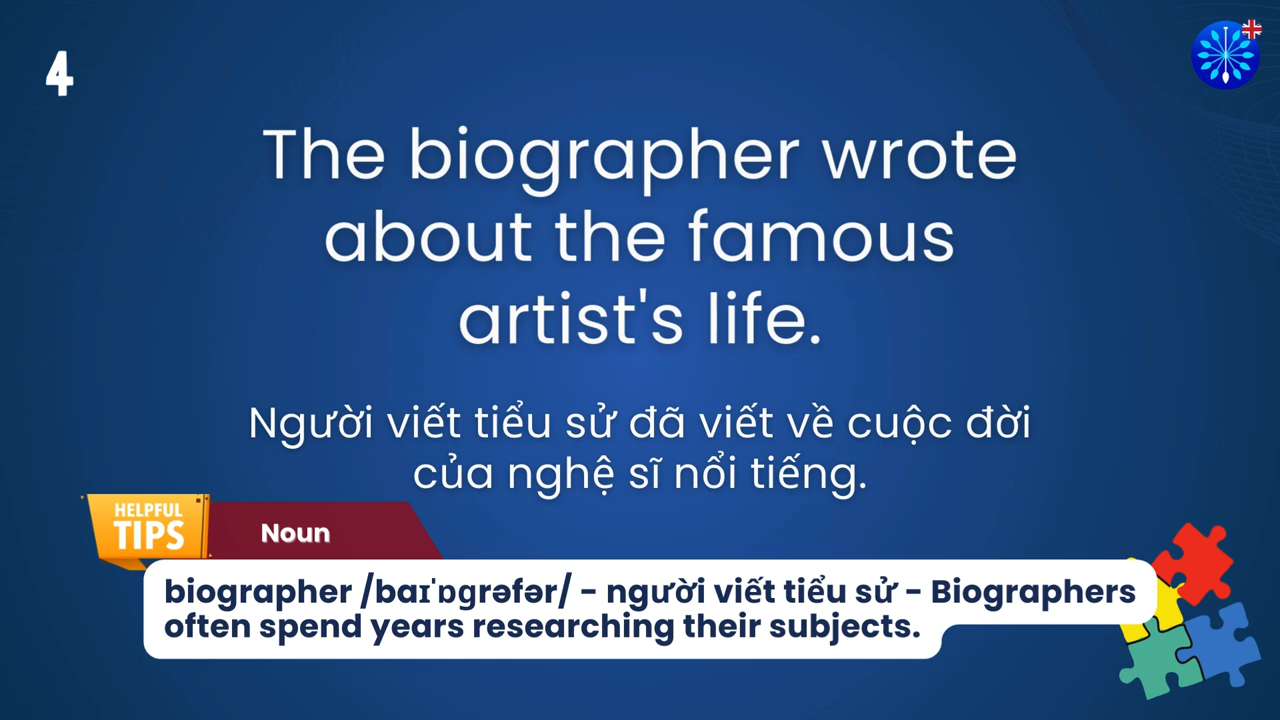 4
The biographer wrote
about the famous
artist's life.
Người viết tiểu sử đã viết về cuộc đời
của nghệ sĩ nổi tiếng.
HELPFUL
TIPS
Noun
biographer /baɪˈɒɡrəfər/ - người viết tiểu sử - Biographers
often spend years researching their subjects.